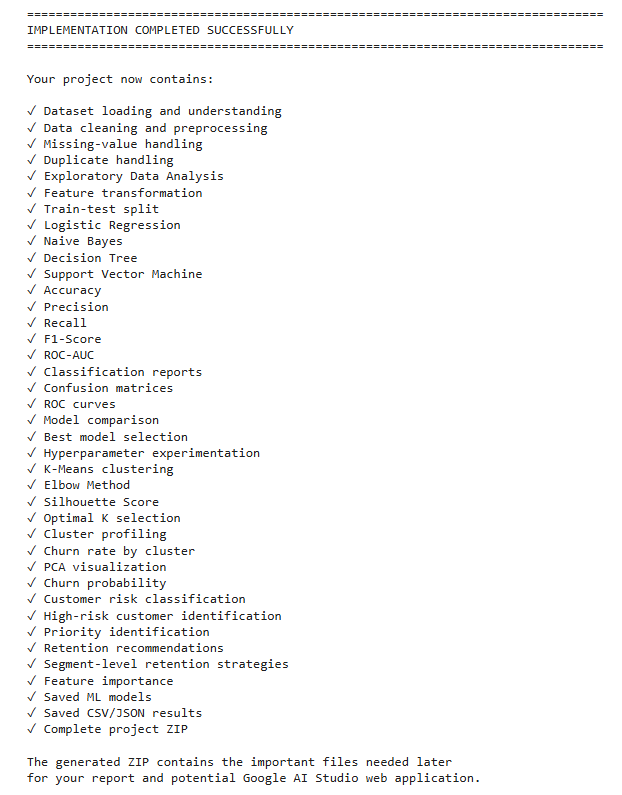 ================================================================================
IMPLEMENTATION COMPLETED SUCCESSFULLY
================================================================================
Your project now contains:
✓ Dataset loading and understanding
✓ Data cleaning and preprocessing
✓ Missing-value handling
✓ Duplicate handling
✓ Exploratory Data Analysis
✓ Feature transformation
✓ Train-test split
✓ Logistic Regression
✓ Naive Bayes
✓ Decision Tree
✓ Support Vector Machine
✓ Accuracy
✓ Precision
✓ Recall
✓ F1-Score
✓ ROC-AUC
✓ Classification reports
✓ Confusion matrices
✓ ROC curves
✓ Model comparison
✓ Best model selection
✓ Hyperparameter experimentation
✓ K-Means clustering
✓ Elbow Method
✓ Silhouette Score
✓ Optimal K selection
✓ Cluster profiling
✓ Churn rate by cluster
✓ PCA visualization
✓ Churn probability
✓ Customer risk classification
✓ High-risk customer identification
✓ Priority identification
✓ Retention recommendations
✓ Segment-level retention strategies
✓ Feature importance
✓ Saved ML models
✓ Saved CSV/JSON results
✓ Complete project ZIP
The generated ZIP contains the important files needed later
for your report and potential Google AI Studio web application.